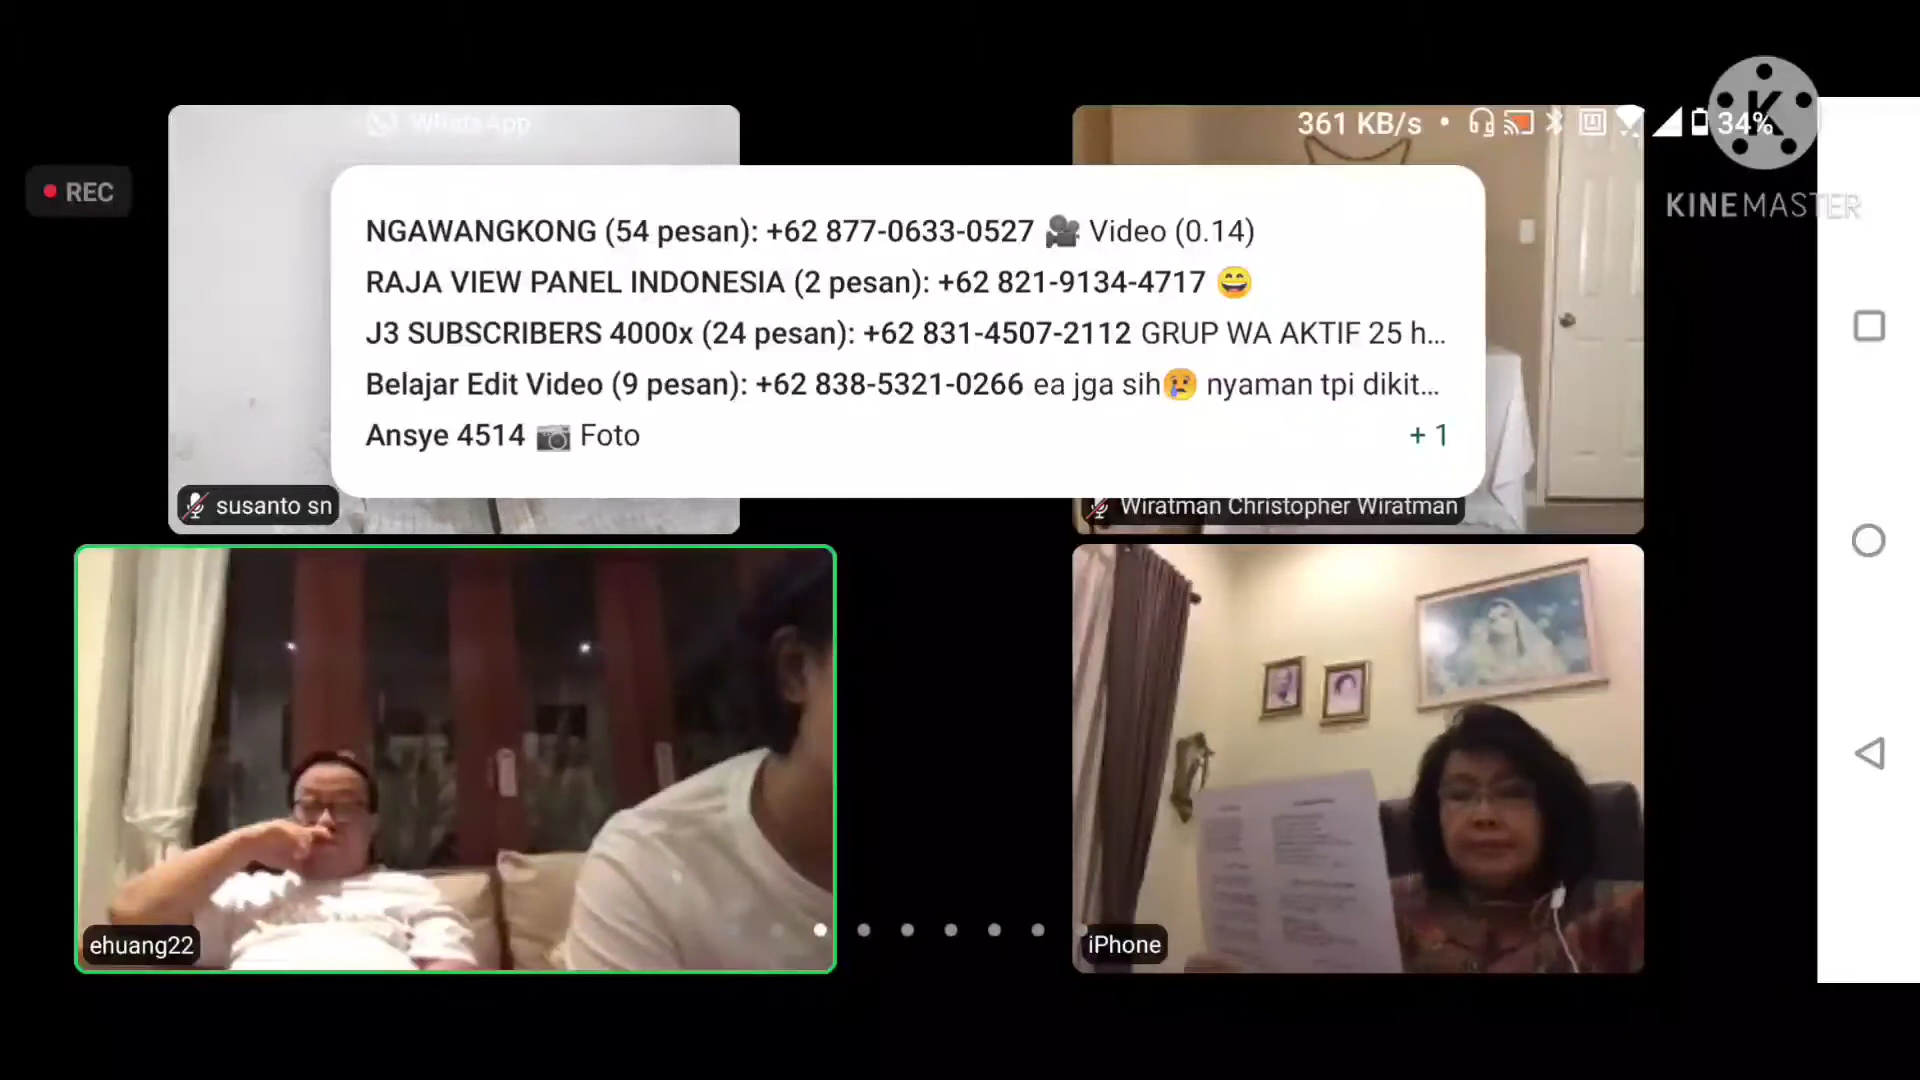 WhatsApp
361 KB/s
34%
REC
K
KINEMASTER
NGAWANGKONG (54 pesan): +62 877-0633-0527 🎥 Video (0.14)
RAJA VIEW PANEL INDONESIA (2 pesan): +62 821-9134-4717 😄
J3 SUBSCRIBERS 4000x (24 pesan): +62 831-4507-2112 GRUP WA AKTIF 25 h...
Belajar Edit Video (9 pesan): +62 838-5321-0266 ea jga sih😢 nyaman tpi dikit...
Ansye 4514 📷 Foto
+ 1
susanto sn
Wiratman Christopher Wiratman
ehuang22
iPhone